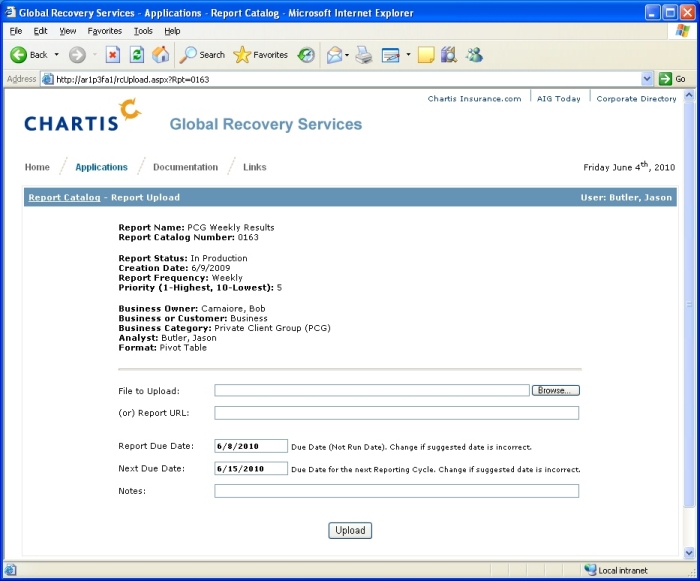 Global Recovery Services - Applications - Report Catalog - Microsoft Internet Explorer
File Edit View Favorites Tools Help
Back Search Favorites
Address http://ar1p3fa1/rcUpload.aspx?Rpt=0163 Go
Chartis Insurance.com | AIG Today | Corporate Directory
CHARTIS Global Recovery Services
Home / Applications / Documentation / Links Friday June 4th, 2010
Report Catalog - Report Upload User: Butler, Jason
Report Name: PCG Weekly Results
Report Catalog Number: 0163
Report Status: In Production
Creation Date: 6/9/2009
Report Frequency: Weekly
Priority (1-Highest, 10-Lowest): 5
Business Owner: Camaiore, Bob
Business or Customer: Business
Business Category: Private Client Group (PCG)
Analyst: Butler, Jason
Format: Pivot Table
File to Upload: Browse...
(or) Report URL:
Report Due Date: 6/8/2010 Due Date (Not Run Date). Change if suggested date is incorrect.
Next Due Date: 6/15/2010 Due Date for the next Reporting Cycle. Change if suggested date is incorrect.
Notes:
Upload
Local intranet